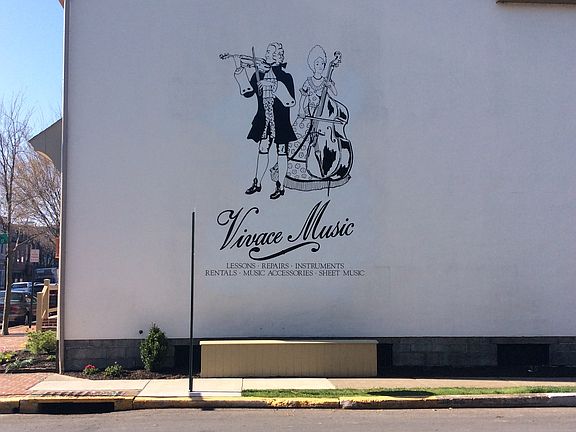 Vivace Music
LESSONS · REPAIRS · INSTRUMENTS
RENTALS · MUSIC ACCESSORIES · SHEET MUSIC